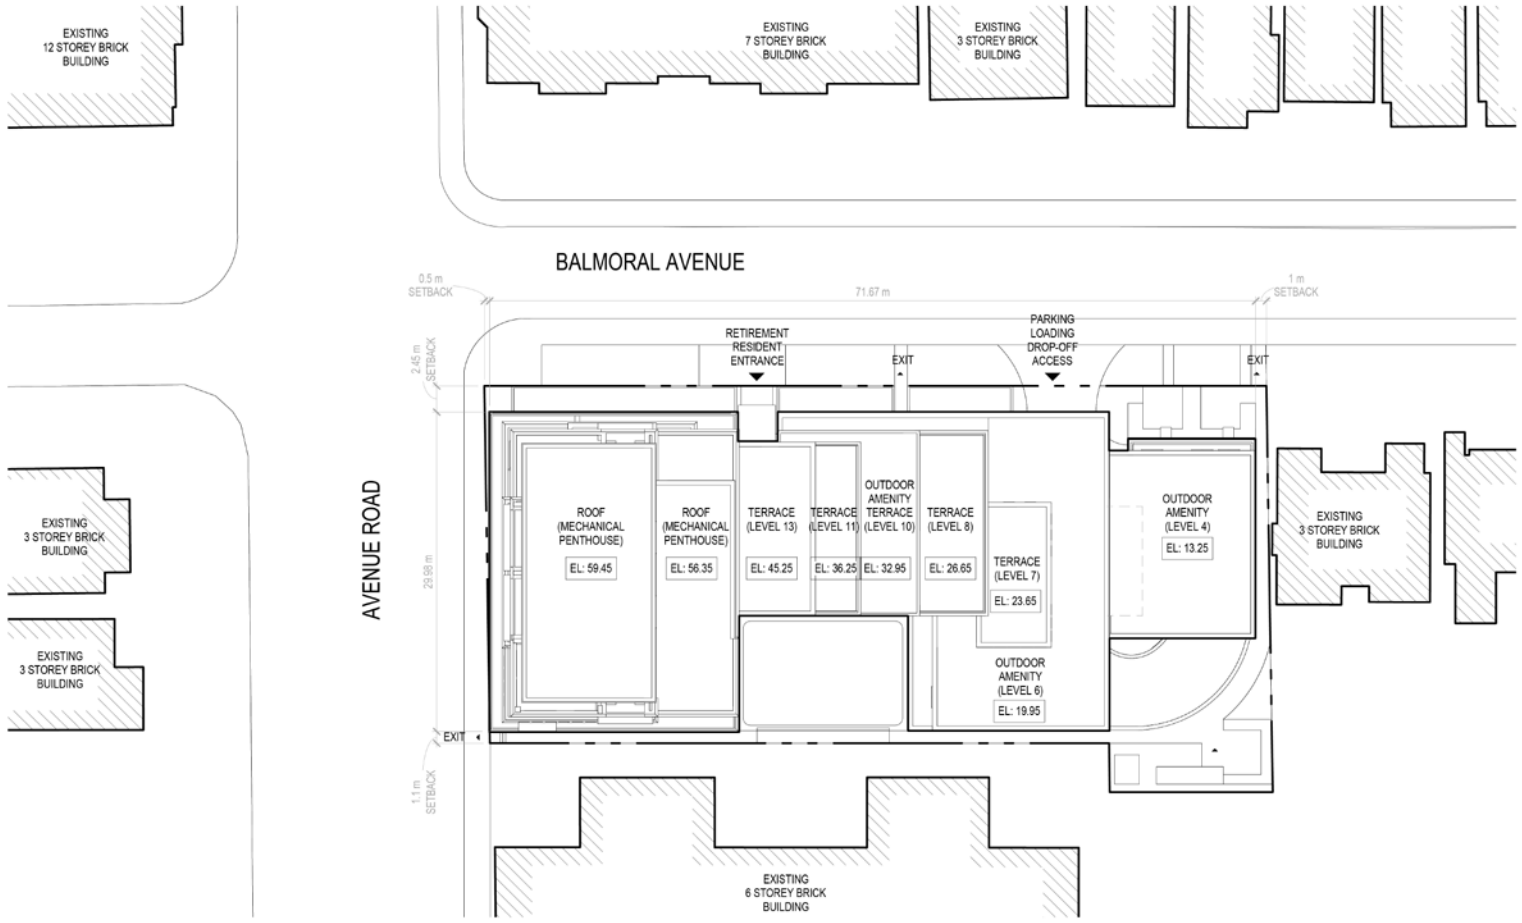 EXISTING
12 STOREY BRICK
BUILDING
EXISTING
7 STOREY BRICK
BUILDING
EXISTING
3 STOREY BRICK
BUILDING
BALMORAL AVENUE
0.5 m
SETBACK
71.67 m
1 m
SETBACK
2.45 m
SETBACK
RETIREMENT
RESIDENT
ENTRANCE
EXIT
PARKING
LOADING
DROP-OFF
ACCESS
EXIT
AVENUE ROAD
29.98 m
ROOF
(MECHANICAL
PENTHOUSE)
EL: 59.45
ROOF
(MECHANICAL
PENTHOUSE)
EL: 56.35
TERRACE
(LEVEL 13)
EL: 45.25
TERRACE
(LEVEL 11)
EL: 36.25
OUTDOOR
AMENITY
TERRACE
(LEVEL 10)
EL: 32.95
TERRACE
(LEVEL 8)
EL: 26.65
TERRACE
(LEVEL 7)
EL: 23.65
OUTDOOR
AMENITY
(LEVEL 4)
EL: 13.25
EXISTING
3 STOREY BRICK
BUILDING
EXISTING
3 STOREY BRICK
BUILDING
EXISTING
3 STOREY BRICK
BUILDING
OUTDOOR
AMENITY
(LEVEL 6)
EL: 19.95
EXIT
1.1 m
SETBACK
EXISTING
6 STOREY BRICK
BUILDING